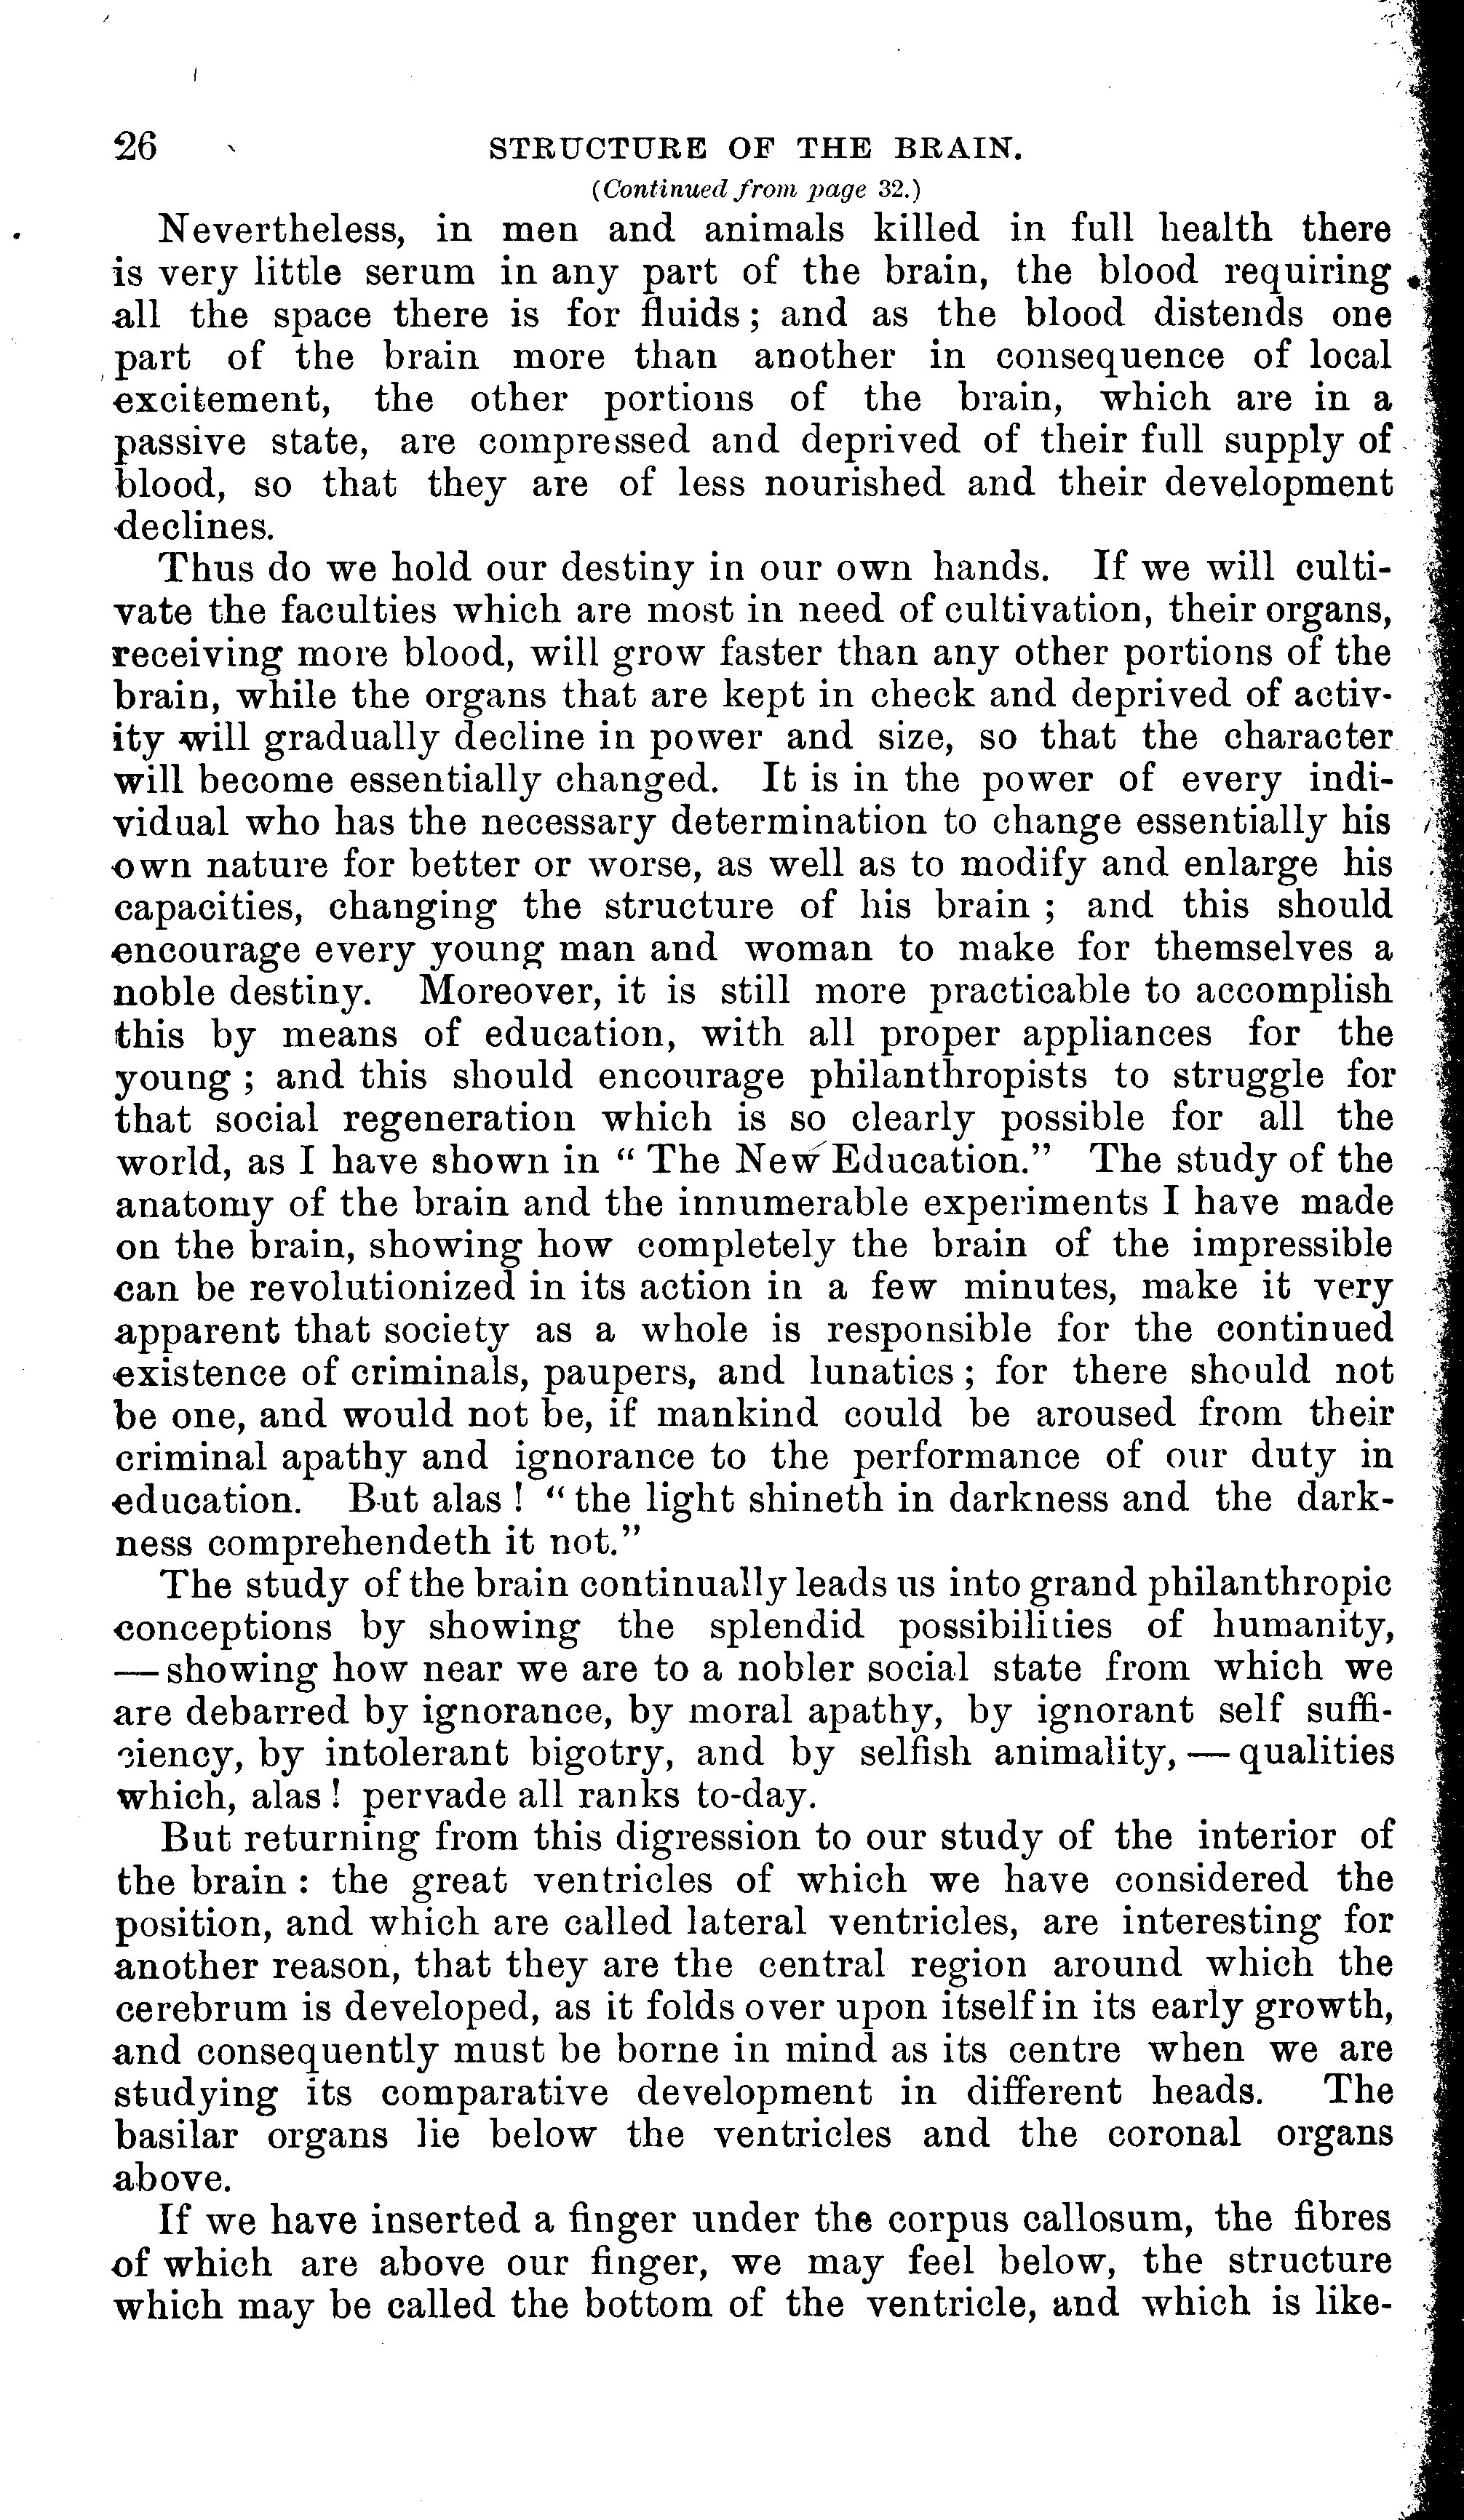 26 STRUCTURE OF THE BRAIN.
(Continued from page 32.)
Nevertheless, in men and animals killed in full health there
is very little serum in any part of the brain, the blood requiring
all the space there is for fluids; and as the blood distends one
part of the brain more than another in consequence of local
excitement, the other portions of the brain, which are in a
passive state, are compressed and deprived of their full supply of
blood, so that they are of less nourished and their development
declines.
Thus do we hold our destiny in our own hands. If we will culti-
vate the faculties which are most in need of cultivation, their organs,
receiving more blood, will grow faster than any other portions of the
brain, while the organs that are kept in check and deprived of activ-
ity will gradually decline in power and size, so that the character
will become essentially changed. It is in the power of every indi-
vidual who has the necessary determination to change essentially his
own nature for better or worse, as well as to modify and enlarge his
capacities, changing the structure of his brain; and this should
encourage every young man and woman to make for themselves a
noble destiny. Moreover, it is still more practicable to accomplish
this by means of education, with all proper appliances for the
young; and this should encourage philanthropists to struggle for
that social regeneration which is so clearly possible for all the
world, as I have shown in "The New Education." The study of the
anatomy of the brain and the innumerable experiments I have made
on the brain, showing how completely the brain of the impressible
can be revolutionized in its action in a few minutes, make it very
apparent that society as a whole is responsible for the continued
existence of criminals, paupers, and lunatics; for there should not
be one, and would not be, if mankind could be aroused from their
criminal apathy and ignorance to the performance of our duty in
education. But alas! "the light shineth in darkness and the dark-
ness comprehendeth it not."
The study of the brain continually leads us into grand philanthropic
conceptions by showing the splendid possibilities of humanity,
—showing how near we are to a nobler social state from which we
are debarred by ignorance, by moral apathy, by ignorant self suffi-
ciency, by intolerant bigotry, and by selfish animality,—qualities
which, alas! pervade all ranks to-day.
But returning from this digression to our study of the interior of
the brain: the great ventricles of which we have considered the
position, and which are called lateral ventricles, are interesting for
another reason, that they are the central region around which the
cerebrum is developed, as it folds over upon itself in its early growth,
and consequently must be borne in mind as its centre when we are
studying its comparative development in different heads. The
basilar organs lie below the ventricles and the coronal organs
above.
If we have inserted a finger under the corpus callosum, the fibres
of which are above our finger, we may feel below, the structure
which may be called the bottom of the ventricle, and which is like-